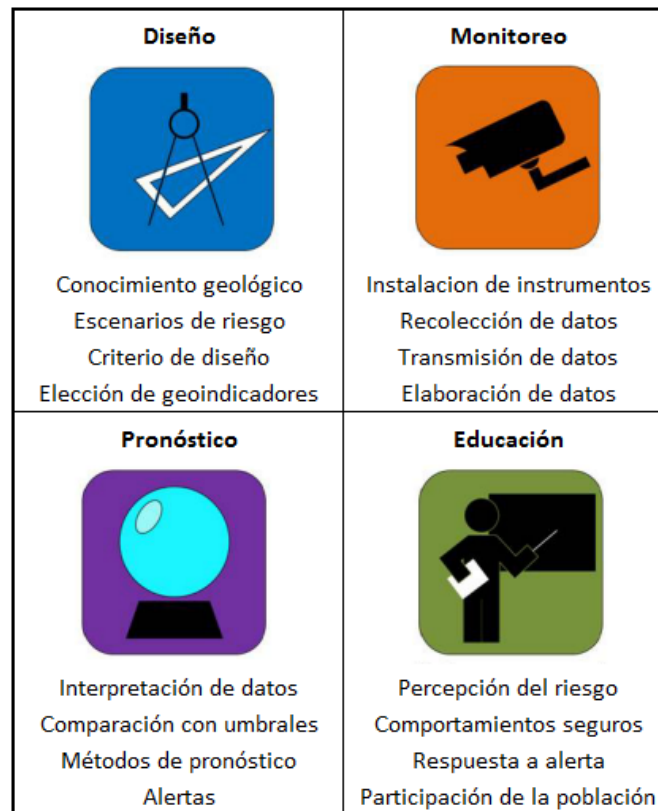 Diseño
Conocimiento geológico
Escenarios de riesgo
Criterio de diseño
Elección de geoindicadores
Monitoreo
Instalacion de instrumentos
Recolección de datos
Transmisión de datos
Elaboración de datos
Pronóstico
Interpretación de datos
Comparación con umbrales
Métodos de pronóstico
Alertas
Educación
Percepción del riesgo
Comportamientos seguros
Respuesta a alerta
Participación de la población